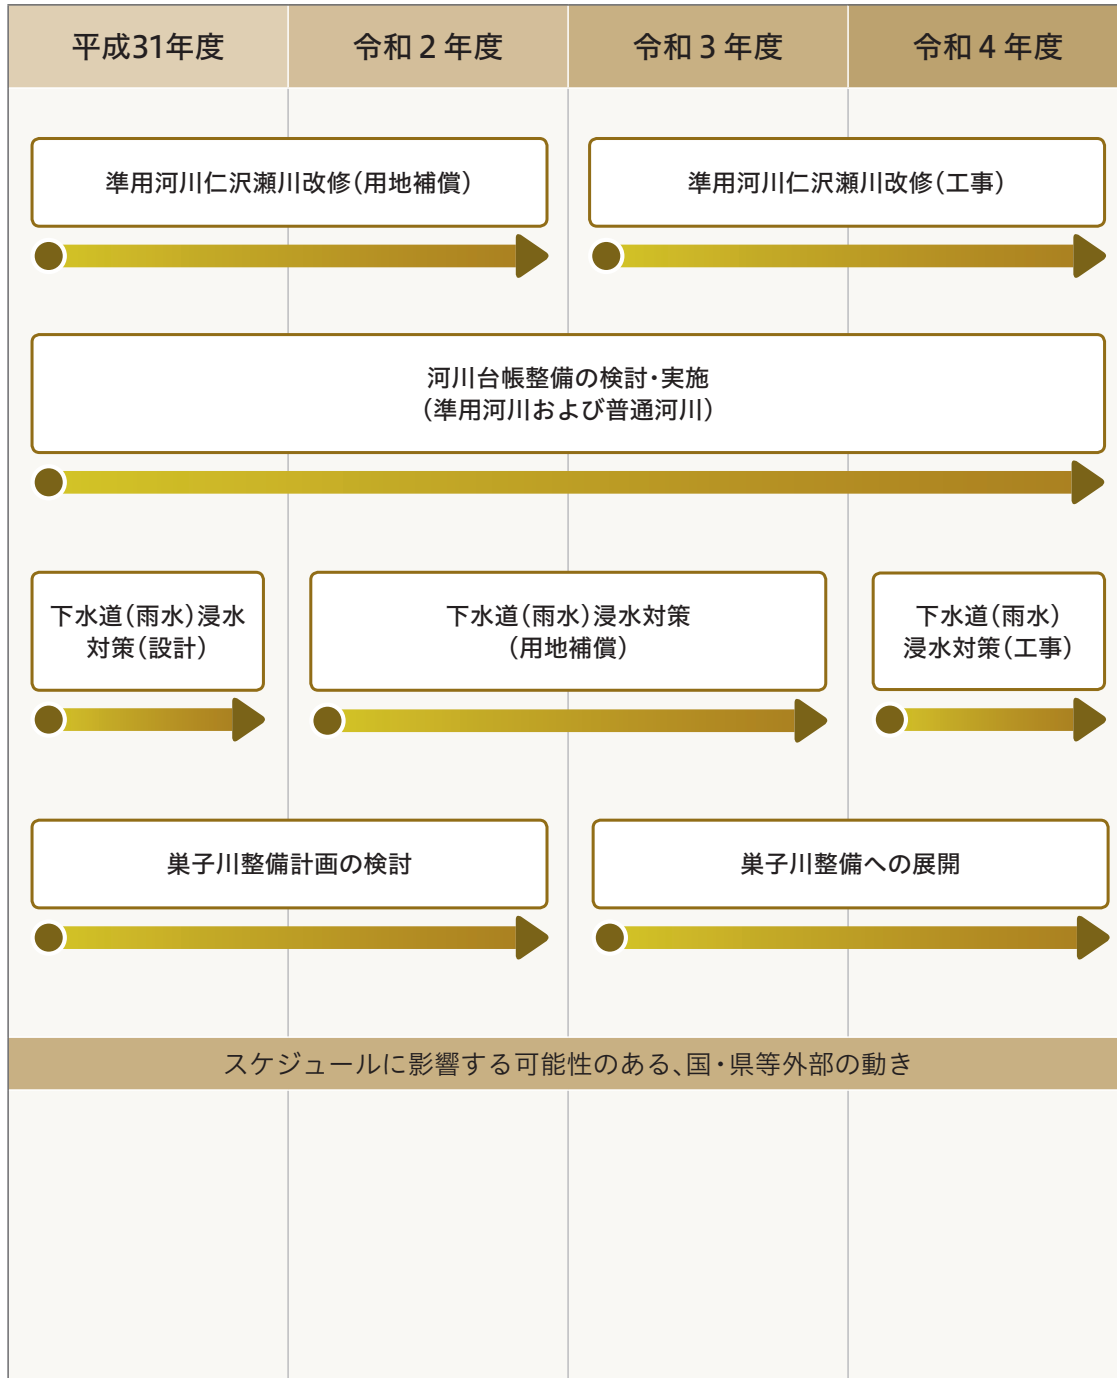 平成31年度
令和２年度
令和３年度
令和４年度
準用河川仁沢瀬川改修（用地補償）
準用河川仁沢瀬川改修（工事）
河川台帳整備の検討・実施
（準用河川および普通河川）
下水道（雨水）浸水
対策（設計）
下水道（雨水）浸水対策
（用地補償）
下水道（雨水）
浸水対策（工事）
巣子川整備計画の検討
巣子川整備への展開
スケジュールに影響する可能性のある、国・県等外部の動き